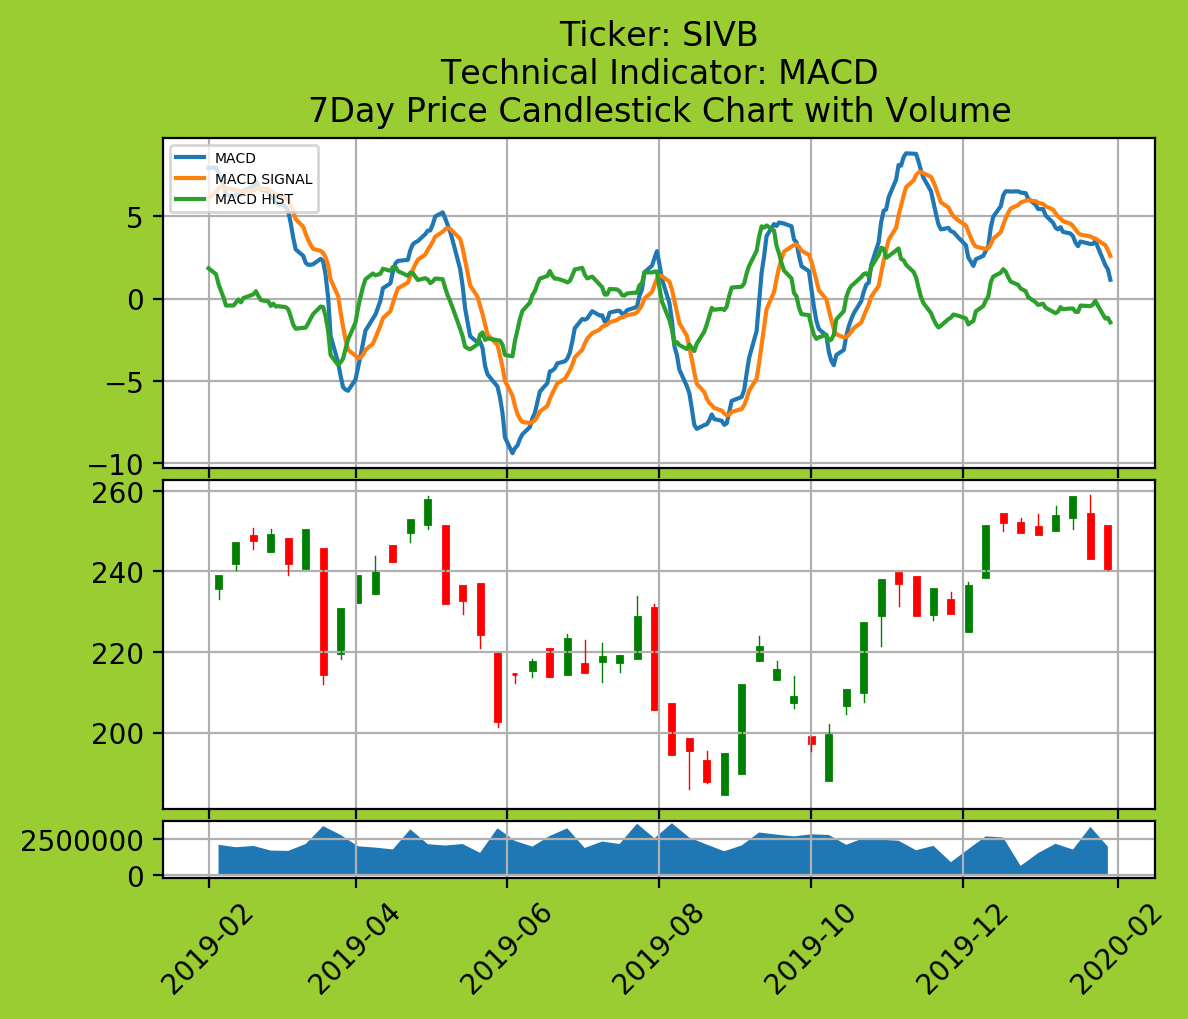 Ticker: SIVB
Technical Indicator: MACD
7Day Price Candlestick Chart with Volume
MACD
MACD SIGNAL
MACD HIST
5
0
−5
−10
260
240
220
200
2500000
0
2019-02
2019-04
2019-06
2019-08
2019-10
2019-12
2020-02